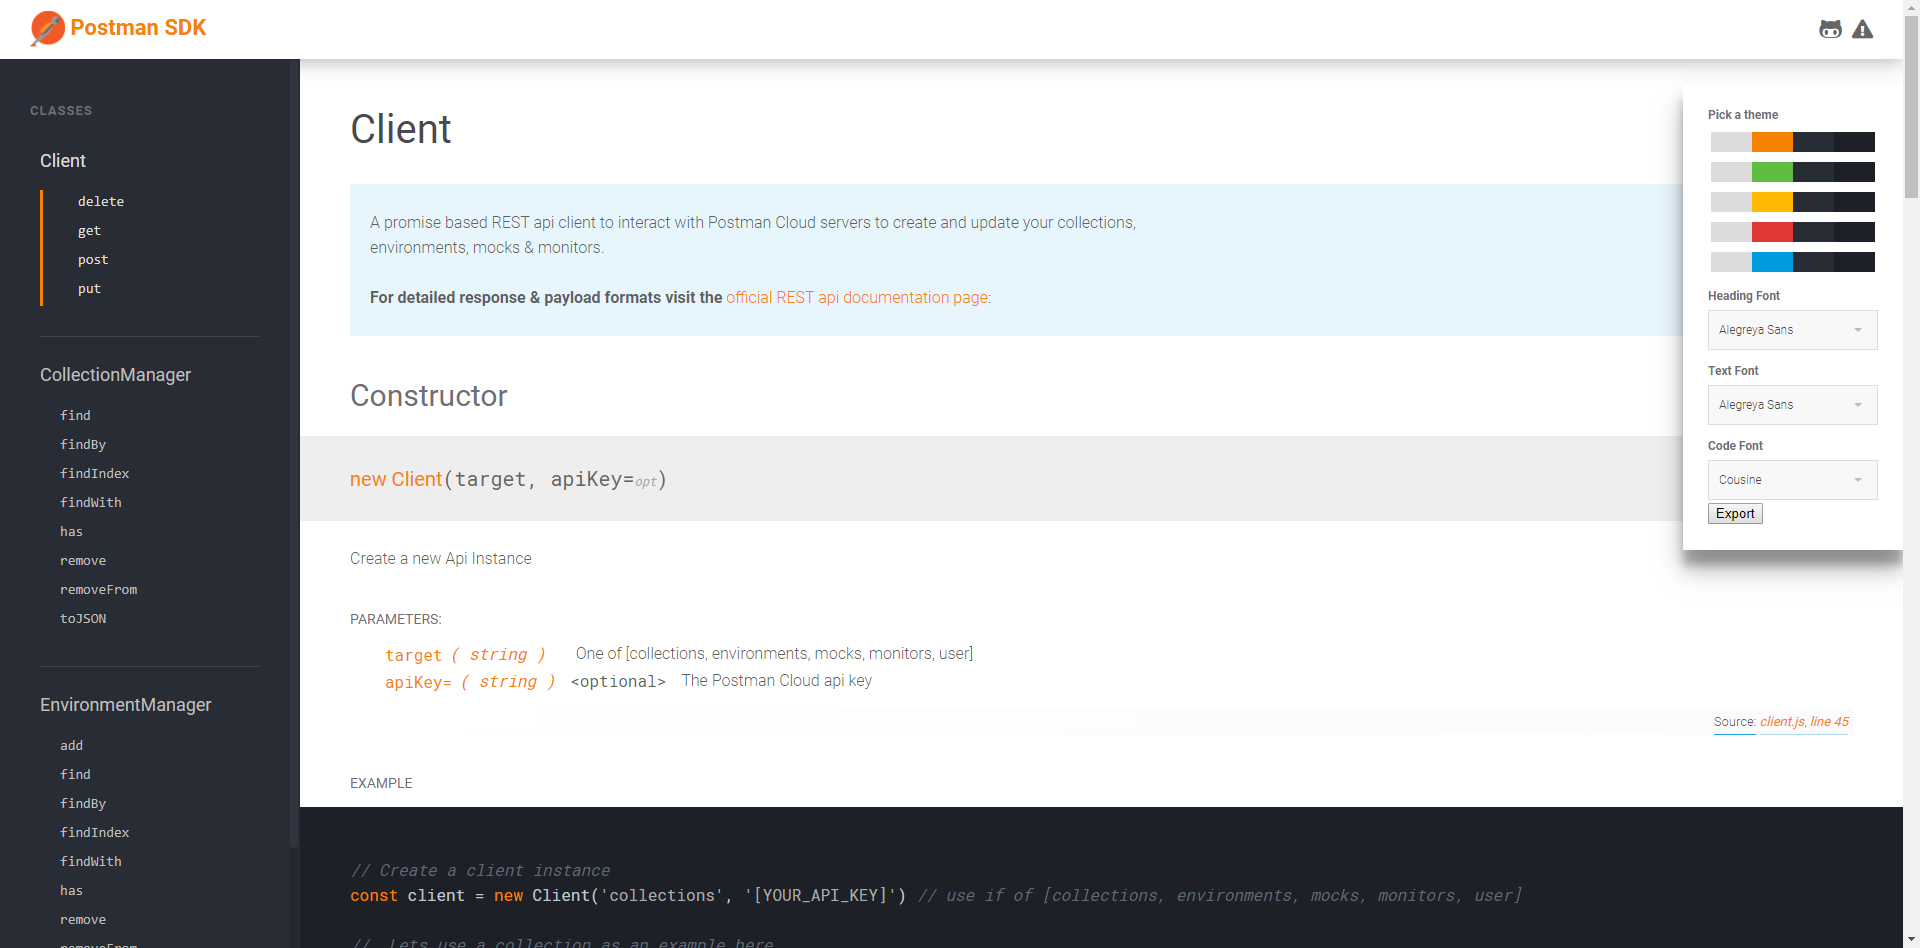 Postman SDK
CLASSES
Client
delete
get
post
put
CollectionManager
find
findBy
findIndex
findWith
has
remove
removeFrom
toJSON
EnvironmentManager
add
find
findBy
findIndex
findWith
has
remove
removeFrom
Client
A promise based REST api client to interact with Postman Cloud servers to create and update your collections,
environments, mocks & monitors.
For detailed response & payload formats visit the official REST api documentation page:
Constructor
new Client(target, apiKey=opt)
Create a new Api Instance
PARAMETERS:
target ( string ) One of [collections, environments, mocks, monitors, user]
apiKey= ( string ) <optional> The Postman Cloud api key
Source: client.js, line 45
EXAMPLE
// Create a client instance
const client = new Client('collections', '[YOUR_API_KEY]') // use if of [collections, environments, mocks, monitors, user]
// Lets use a collection as an example here
Pick a theme
Heading Font
Alegreya Sans
Text Font
Alegreya Sans
Code Font
Cousine
Export